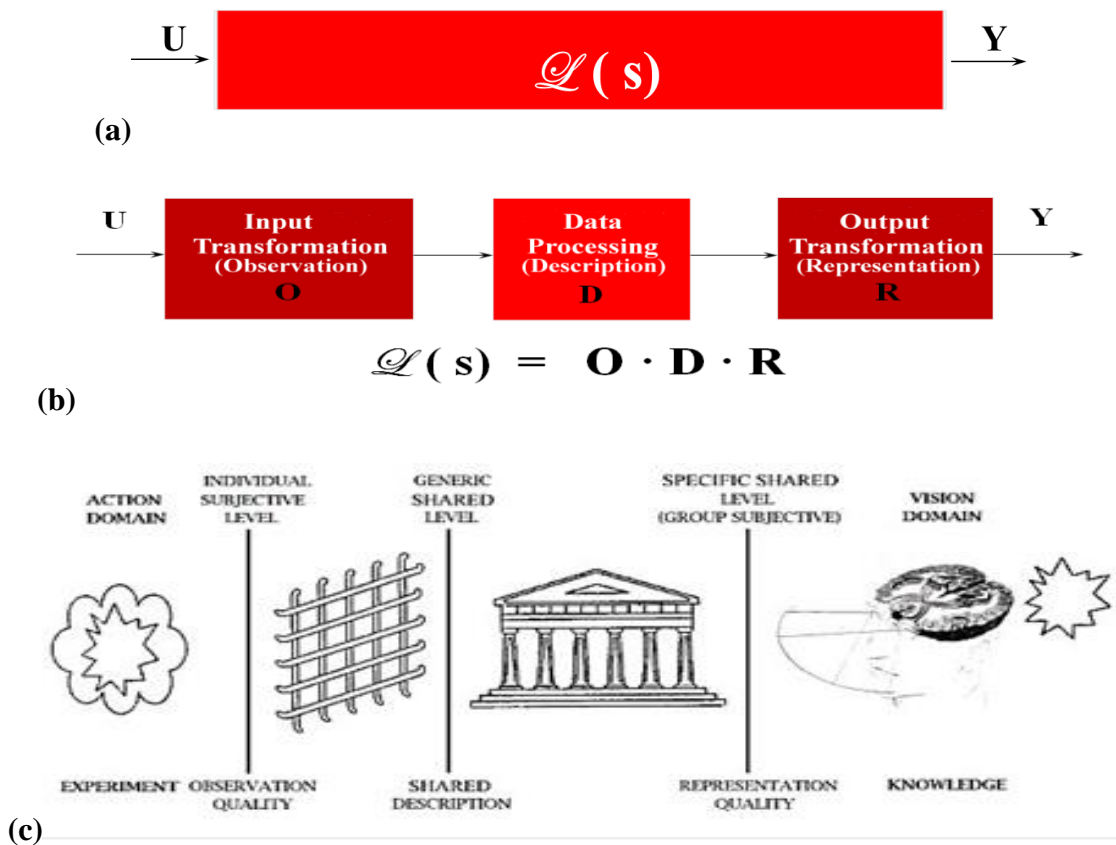 U
ℒ( s)
Y
(a)
U
Input
Transformation
(Observation)
O
Data
Processing
(Description)
D
Output
Transformation
(Representation)
R
Y
ℒ( s) = O · D · R
(b)
ACTION
DOMAIN
INDIVIDUAL
SUBJECTIVE
LEVEL
GENERIC
SHARED
LEVEL
SPECIFIC SHARED
LEVEL
(GROUP SUBJECTIVE)
VISION
DOMAIN
EXPERIMENT
OBSERVATION
QUALITY
SHARED
DESCRIPTION
REPRESENTATION
QUALITY
KNOWLEDGE
(c)